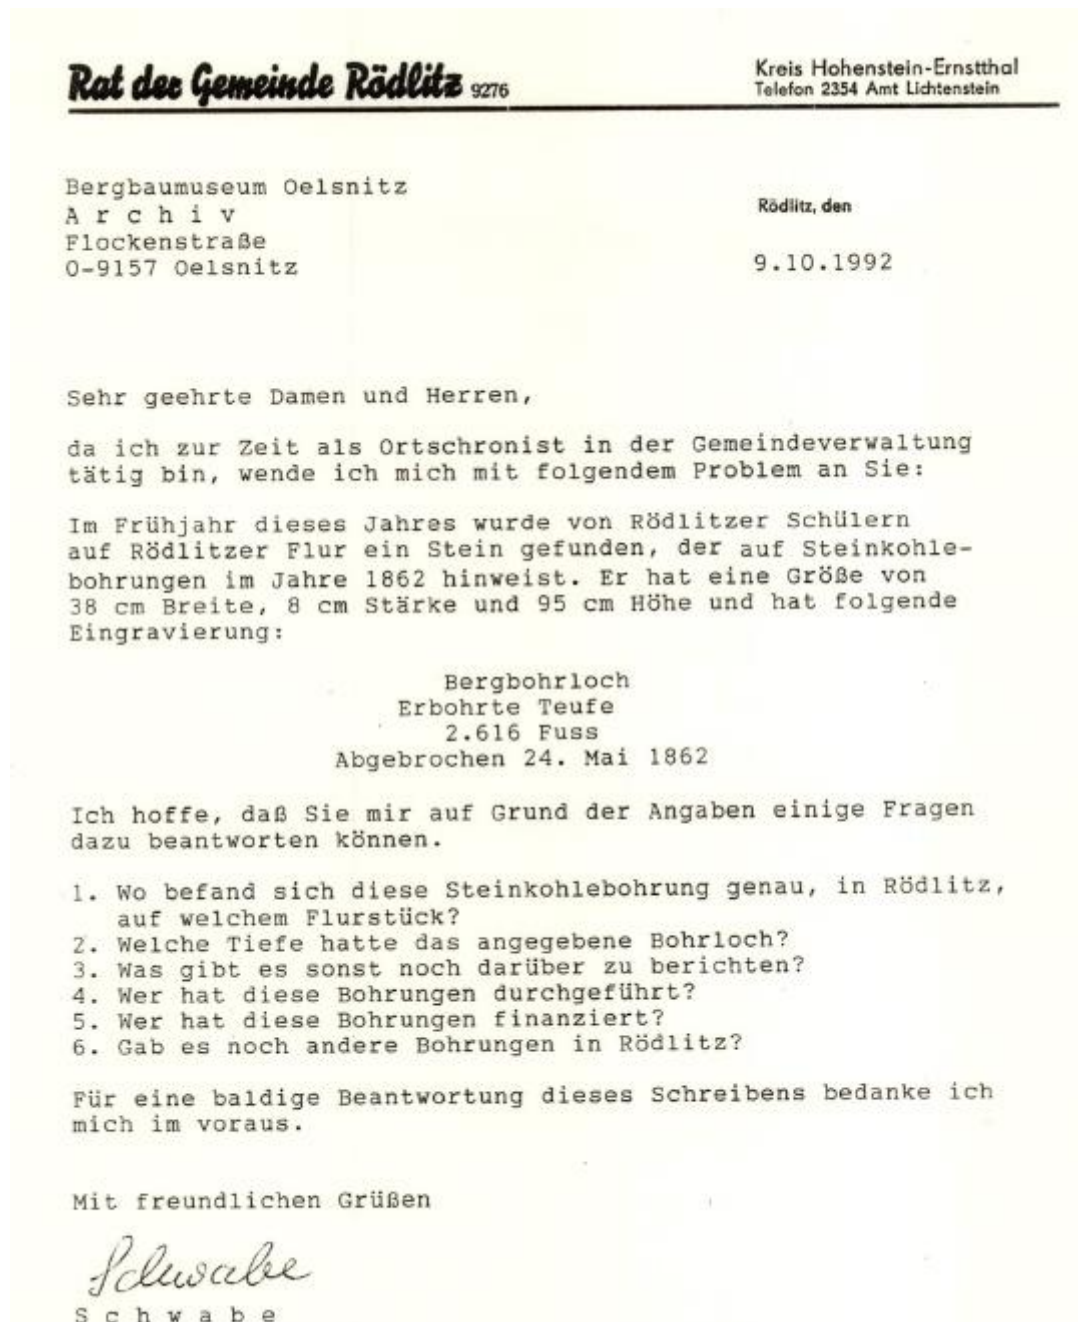 Rat der Gemeinde Rödlitz 9276
Kreis Hohenstein-Ernstthal
Telefon 2354 Amt Lichtenstein
Bergbaumuseum Oelsnitz
A r c h i v
Flockenstraße
O-9157 Oelsnitz
Rödlitz, den
9.10.1992
Sehr geehrte Damen und Herren,
da ich zur Zeit als Ortschronist in der Gemeindeverwaltung
tätig bin, wende ich mich mit folgendem Problem an Sie:
Im Frühjahr dieses Jahres wurde von Rödlitzer Schülern
auf Rödlitzer Flur ein Stein gefunden, der auf Steinkohle-
bohrungen im Jahre 1862 hinweist. Er hat eine Größe von
38 cm Breite, 8 cm Stärke und 95 cm Höhe und hat folgende
Eingravierung:
Bergbohrloch
Erbohrte Teufe
2.616 Fuss
Abgebrochen 24. Mai 1862
Ich hoffe, daß Sie mir auf Grund der Angaben einige Fragen
dazu beantworten können.
1. Wo befand sich diese Steinkohlebohrung genau, in Rödlitz,
auf welchem Flurstück?
2. Welche Tiefe hatte das angegebene Bohrloch?
3. Was gibt es sonst noch darüber zu berichten?
4. Wer hat diese Bohrungen durchgeführt?
5. Wer hat diese Bohrungen finanziert?
6. Gab es noch andere Bohrungen in Rödlitz?
Für eine baldige Beantwortung dieses Schreibens bedanke ich
mich im voraus.
Mit freundlichen Grüßen
Schwabe
S c h w a b e